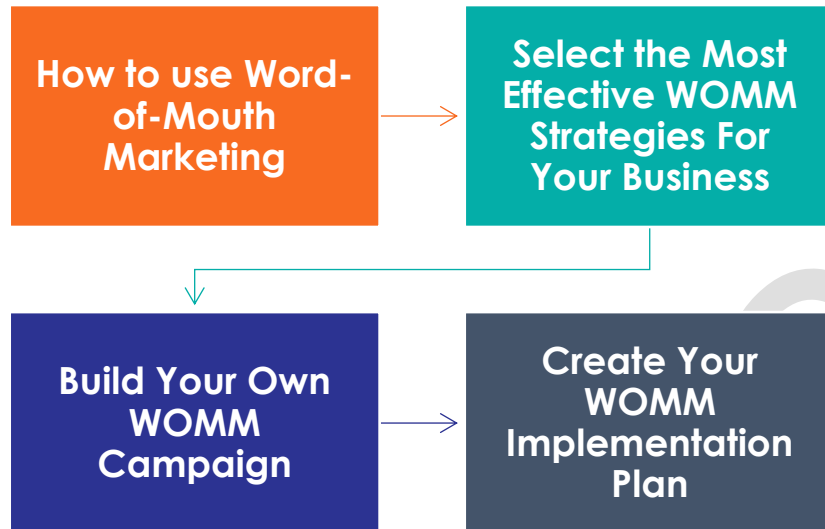 How to use Word-
of-Mouth
Marketing
Select the Most
Effective WOMM
Strategies For
Your Business
Build Your Own
WOMM
Campaign
Create Your
WOMM
Implementation
Plan